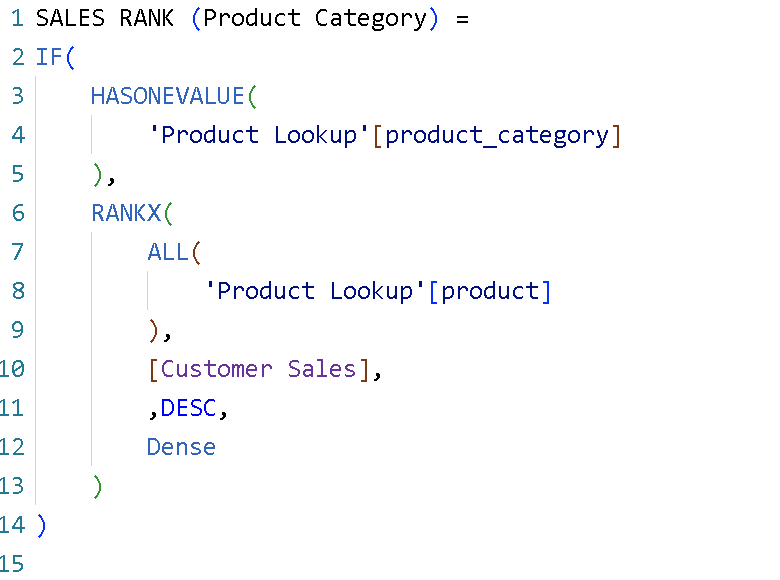 1 SALES RANK (Product Category) =
2 IF(
3 HASONEVALUE(
4 'Product Lookup'[product_category]
5 ),
6 RANKX(
7 ALL(
8 'Product Lookup'[product]
9 ),
10 [Customer Sales],
11 ,DESC,
12 Dense
13 )
14 )
15